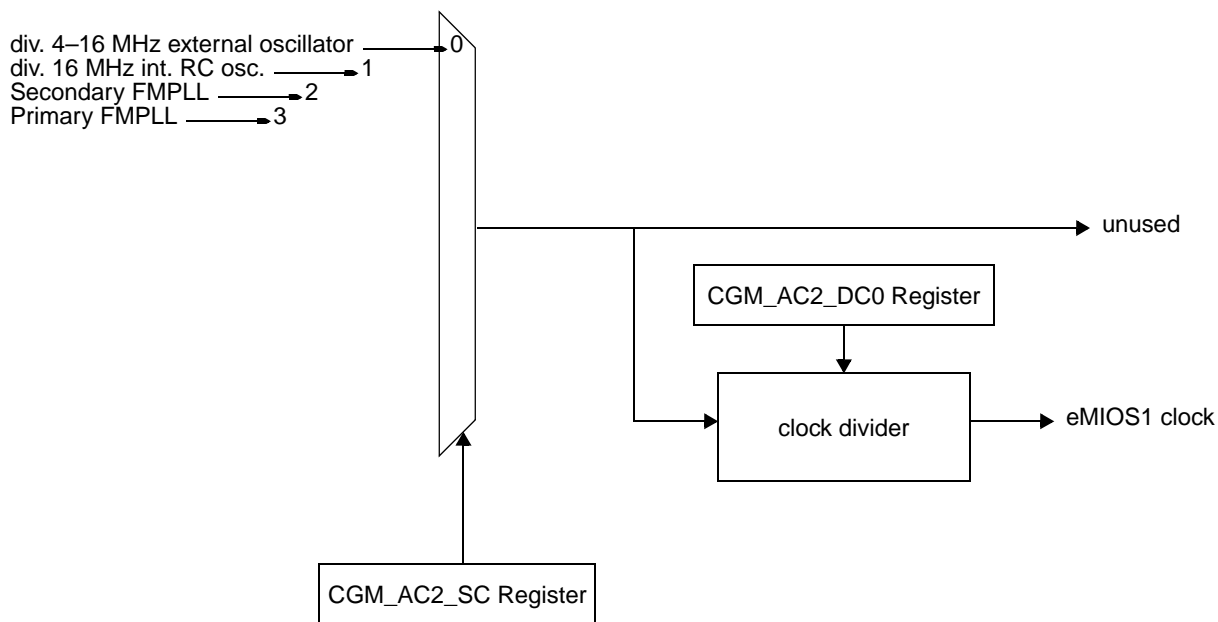 div. 4–16 MHz external oscillator 0
div. 16 MHz int. RC osc. 1
Secondary FMPLL 2
Primary FMPLL 3
unused
CGM_AC2_DC0 Register
clock divider
eMIOS1 clock
CGM_AC2_SC Register